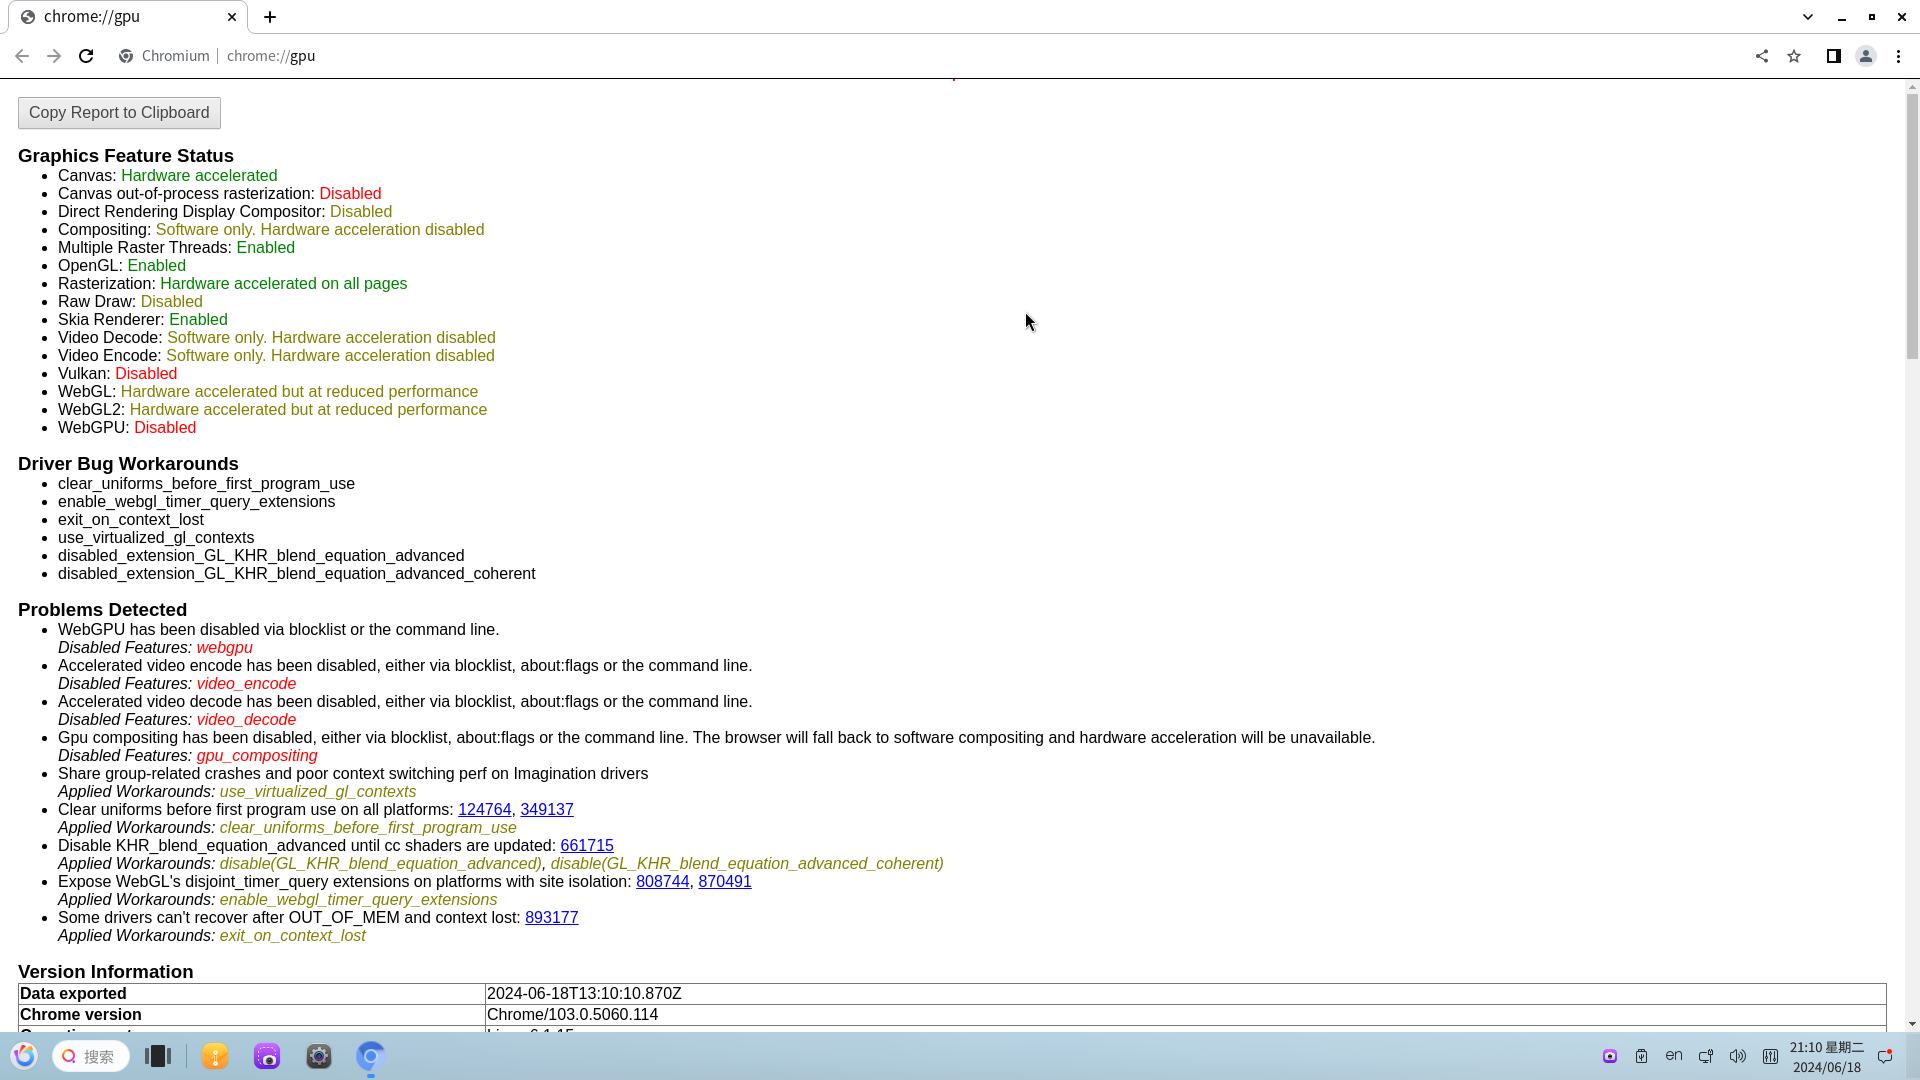 chrome://gpu
Chromium | chrome://gpu
Copy Report to Clipboard
Graphics Feature Status
• Canvas: Hardware accelerated
• Canvas out-of-process rasterization: Disabled
• Direct Rendering Display Compositor: Disabled
• Compositing: Software only. Hardware acceleration disabled
• Multiple Raster Threads: Enabled
• OpenGL: Enabled
• Rasterization: Hardware accelerated on all pages
• Raw Draw: Disabled
• Skia Renderer: Enabled
• Video Decode: Software only. Hardware acceleration disabled
• Video Encode: Software only. Hardware acceleration disabled
• Vulkan: Disabled
• WebGL: Hardware accelerated but at reduced performance
• WebGL2: Hardware accelerated but at reduced performance
• WebGPU: Disabled
Driver Bug Workarounds
• clear_uniforms_before_first_program_use
• enable_webgl_timer_query_extensions
• exit_on_context_lost
• use_virtualized_gl_contexts
• disabled_extension_GL_KHR_blend_equation_advanced
• disabled_extension_GL_KHR_blend_equation_advanced_coherent
Problems Detected
• WebGPU has been disabled via blocklist or the command line.
Disabled Features: webgpu
• Accelerated video encode has been disabled, either via blocklist, about:flags or the command line.
Disabled Features: video_encode
• Accelerated video decode has been disabled, either via blocklist, about:flags or the command line.
Disabled Features: video_decode
• Gpu compositing has been disabled, either via blocklist, about:flags or the command line. The browser will fall back to software compositing and hardware acceleration will be unavailable.
Disabled Features: gpu_compositing
• Share group-related crashes and poor context switching perf on Imagination drivers
Applied Workarounds: use_virtualized_gl_contexts
• Clear uniforms before first program use on all platforms: 124764, 349137
Applied Workarounds: clear_uniforms_before_first_program_use
• Disable KHR_blend_equation_advanced until cc shaders are updated: 661715
Applied Workarounds: disable(GL_KHR_blend_equation_advanced), disable(GL_KHR_blend_equation_advanced_coherent)
• Expose WebGL's disjoint_timer_query extensions on platforms with site isolation: 808744, 870491
Applied Workarounds: enable_webgl_timer_query_extensions
• Some drivers can't recover after OUT_OF_MEM and context lost: 893177
Applied Workarounds: exit_on_context_lost
Version Information
Data exported 2024-06-18T13:10:10.870Z
Chrome version Chrome/103.0.5060.114
搜索
en
21:10 星期二
2024/06/18